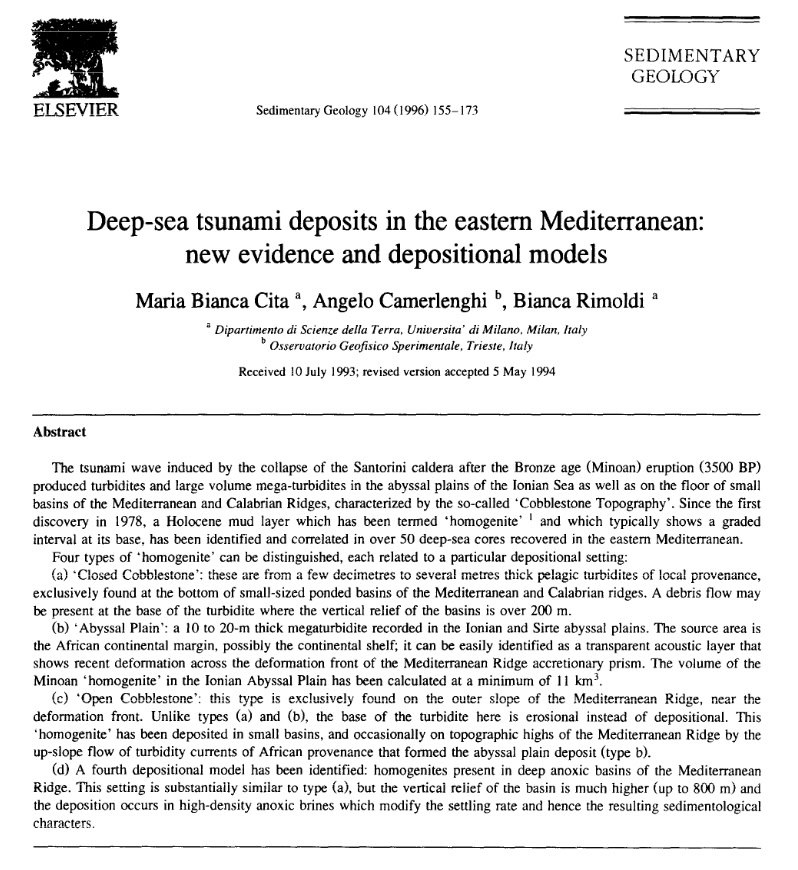 ELSEVIER
Sedimentary Geology 104 (1996) 155-173
SEDIMENTARY
GEOLOGY
Deep-sea tsunami deposits in the eastern Mediterranean:
new evidence and depositional models
Maria Bianca Cita a, Angelo Camerlenghi b, Bianca Rimoldi a
a Dipartimento di Scienze della Terra, Universita' di Milano, Milan, Italy
b Osservatorio Geofisico Sperimentale, Trieste, Italy
Received 10 July 1993; revised version accepted 5 May 1994
Abstract
The tsunami wave induced by the collapse of the Santorini caldera after the Bronze age (Minoan) eruption (3500 BP)
produced turbidites and large volume mega-turbidites in the abyssal plains of the Ionian Sea as well as on the floor of small
basins of the Mediterranean and Calabrian Ridges, characterized by the so-called 'Cobblestone Topography'. Since the first
discovery in 1978, a Holocene mud layer which has been termed 'homogenite' 1 and which typically shows a graded
interval at its base, has been identified and correlated in over 50 deep-sea cores recovered in the eastern Mediterranean.
Four types of 'homogenite' can be distinguished, each related to a particular depositional setting:
(a) 'Closed Cobblestone': these are from a few decimetres to several metres thick pelagic turbidites of local provenance,
exclusively found at the bottom of small-sized ponded basins of the Mediterranean and Calabrian ridges. A debris flow may
be present at the base of the turbidite where the vertical relief of the basins is over 200 m.
(b) 'Abyssal Plain': a 10 to 20-m thick megaturbidite recorded in the Ionian and Sirte abyssal plains. The source area is
the African continental margin, possibly the continental shelf; it can be easily identified as a transparent acoustic layer that
shows recent deformation across the deformation front of the Mediterranean Ridge accretionary prism. The volume of the
Minoan 'homogenite' in the Ionian Abyssal Plain has been calculated at a minimum of 11 km3.
(c) 'Open Cobblestone': this type is exclusively found on the outer slope of the Mediterranean Ridge, near the
deformation front. Unlike types (a) and (b), the base of the turbidite here is erosional instead of depositional. This
'homogenite' has been deposited in small basins, and occasionally on topographic highs of the Mediterranean Ridge by the
up-slope flow of turbidity currents of African provenance that formed the abyssal plain deposit (type b).
(d) A fourth depositional model has been identified: homogenites present in deep anoxic basins of the Mediterranean
Ridge. This setting is substantially similar to type (a), but the vertical relief of the basin is much higher (up to 800 m) and
the deposition occurs in high-density anoxic brines which modify the settling rate and hence the resulting sedimentological
characters.